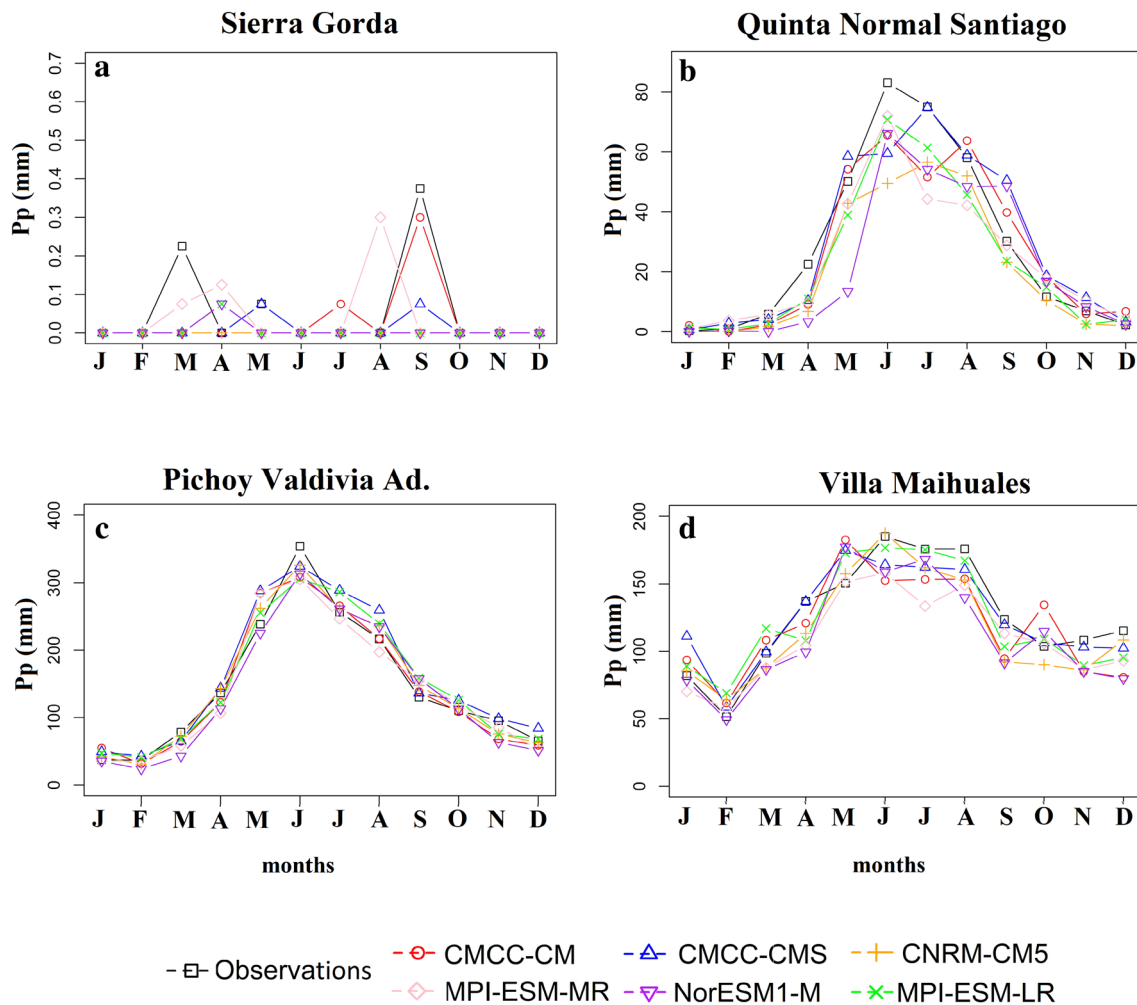 Sierra Gorda
a
Pp (mm)
0.0 0.1 0.2 0.3 0.4 0.5 0.6 0.7
J F M A M J J A S O N D
Quinta Normal Santiago
b
Pp (mm)
0 20 40 60 80
J F M A M J J A S O N D
Pichoy Valdivia Ad.
c
Pp (mm)
0 100 200 300 400
J F M A M J J A S O N D
months
Villa Maihuales
d
Pp (mm)
0 50 100 150 200
J F M A M J J A S O N D
months
Observations
CMCC-CM
CMCC-CMS
CNRM-CM5
MPI-ESM-MR
NorESM1-M
MPI-ESM-LR